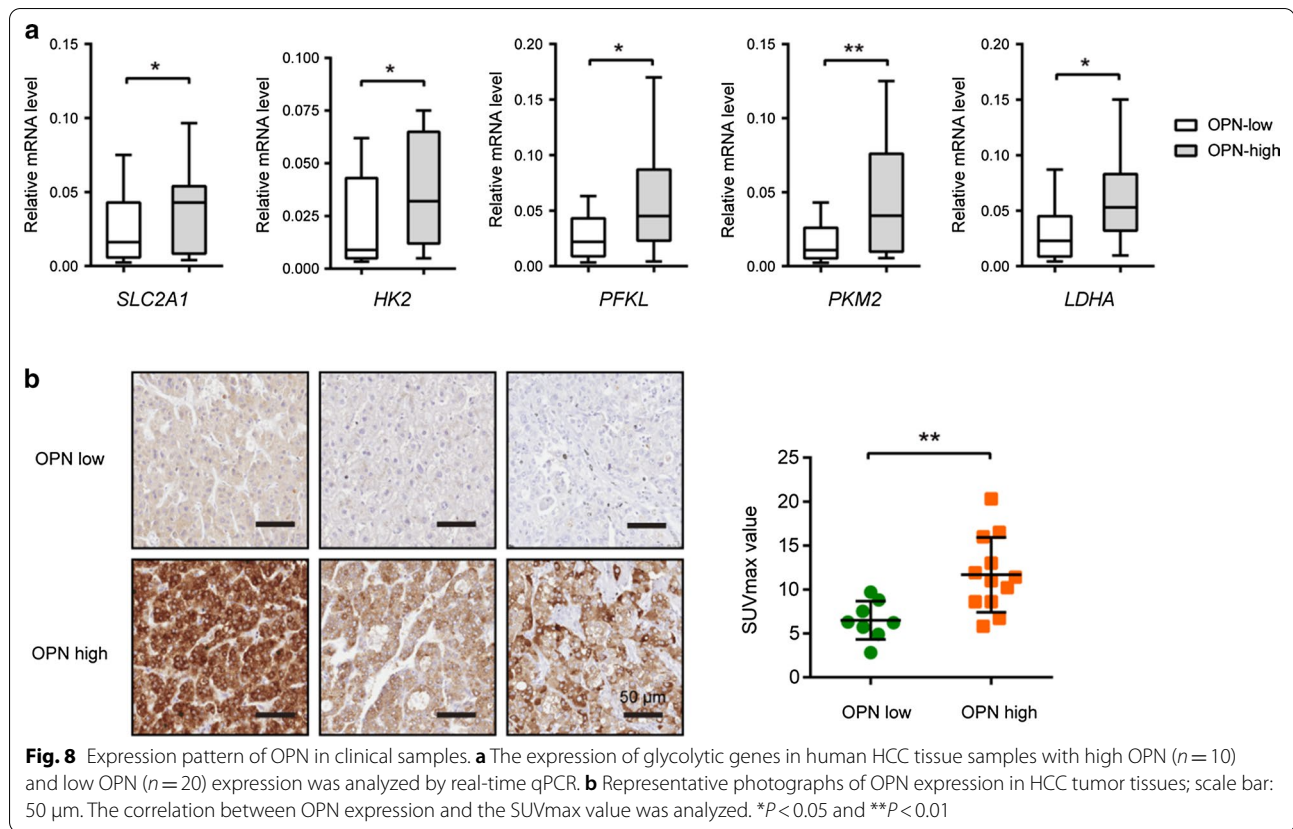 a
0.15
0.10
0.05
0.00
Relative mRNA level
*
SLC2A1
0.100
0.075
0.050
0.025
0.000
Relative mRNA level
*
HK2
0.20
0.15
0.10
0.05
0.00
Relative mRNA level
*
PFKL
0.15
0.10
0.05
0.00
Relative mRNA level
**
PKM2
0.20
0.15
0.10
0.05
0.00
Relative mRNA level
*
LDHA
OPN-low
OPN-high
b
OPN low
OPN high
50 µm
25
20
15
10
5
0
SUVmax value
**
OPN low
OPN high
Fig. 8 Expression pattern of OPN in clinical samples. a The expression of glycolytic genes in human HCC tissue samples with high OPN (n = 10)
and low OPN (n = 20) expression was analyzed by real-time qPCR. b Representative photographs of OPN expression in HCC tumor tissues; scale bar:
50 µm. The correlation between OPN expression and the SUVmax value was analyzed. *P < 0.05 and **P < 0.01